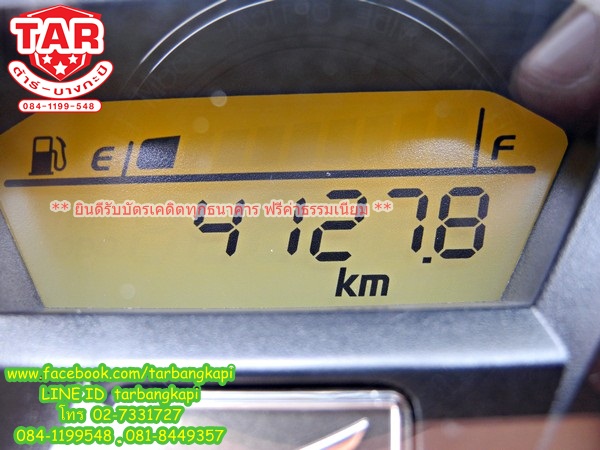 TAR
ต้าร์-บางกะปิ
084-1199-548
E F
** ยินดีรับบัตรเคดิตทุกธนาคาร ฟรีค่าธรรมเนียม **
4127.8
km
www.facebook.com/tarbangkapi
LINE ID tarbangkapi
โทร 02-7331727
084-1199548 , 081-8449357